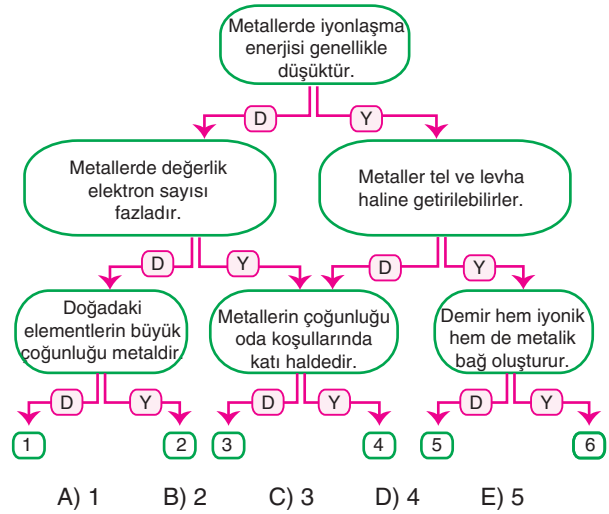 Metallerde iyonlaşma
enerjisi genellikle
düşüktür.
D
Y
Metallerde değerlik
elektron sayısı
fazladır.
Metaller tel ve levha
haline getirilebilirler.
D
Y
D
Y
Doğadaki
elementlerin büyük
çoğunluğu metaldir.
Metallerin çoğunluğu
oda koşullarında
katı haldedir.
Demir hem iyonik
hem de metalik
bağ oluşturur.
D
Y
D
Y
D
Y
1
2
3
4
5
6
A) 1 B) 2 C) 3 D) 4 E) 5